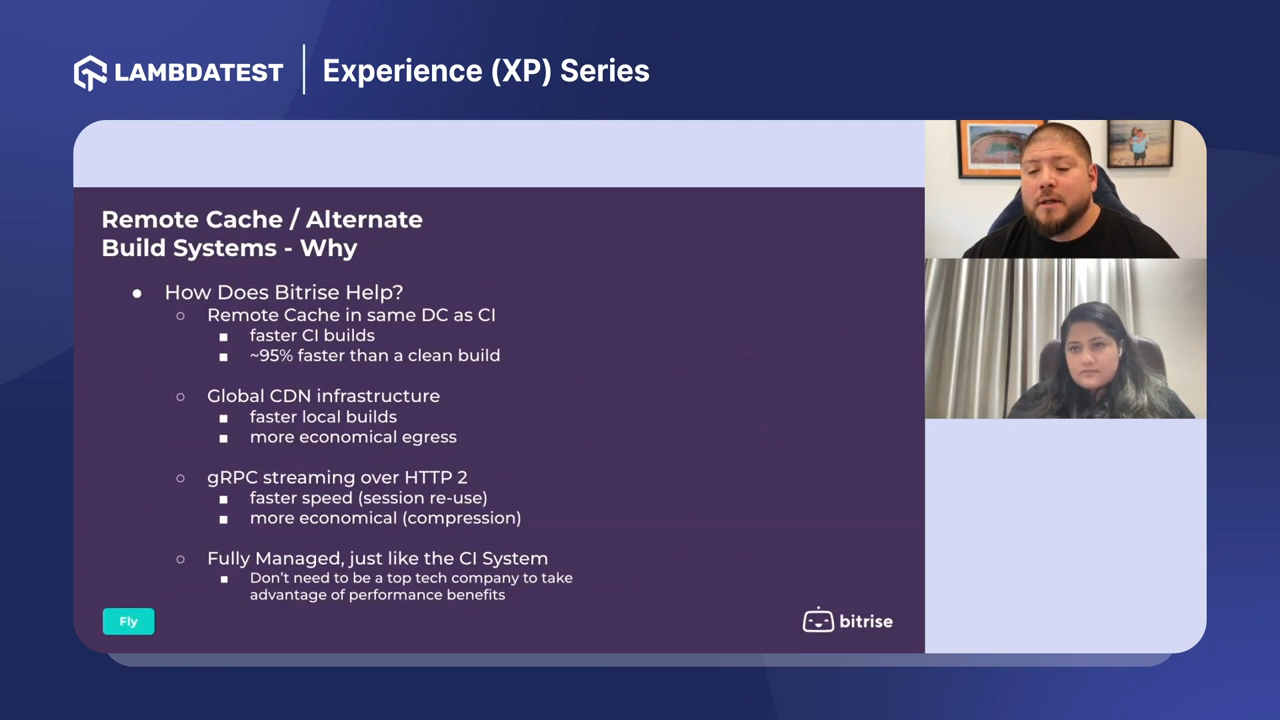 LAMBDATEST
Experience (XP) Series
Remote Cache / Alternate
Build Systems - Why
● How Does Bitrise Help?
○ Remote Cache in same DC as CI
■ faster CI builds
■ ~95% faster than a clean build
○ Global CDN infrastructure
■ faster local builds
■ more economical egress
○ gRPC streaming over HTTP 2
■ faster speed (session re-use)
■ more economical (compression)
○ Fully Managed, just like the CI System
■ Don't need to be a top tech company to take
advantage of performance benefits
Fly
bitrise